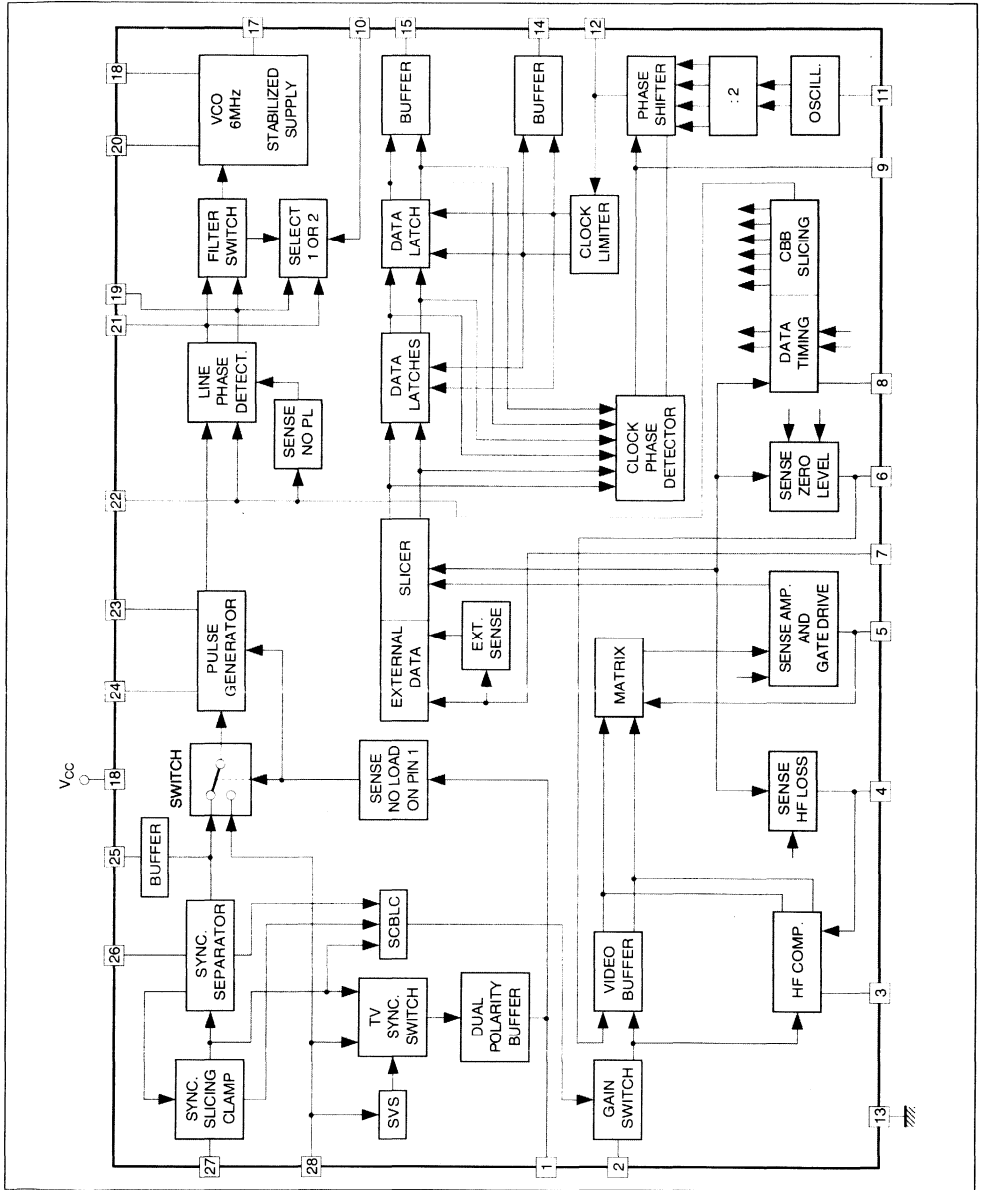 VCC
18
20
17
10
15
14
12
11
9
8
6
7
5
4
3
13
2
1
28
27
26
25
18
24
23
22
21
19
SYNC.
SLICING
CLAMP
SYNC.
SEPARATOR
BUFFER
SWITCH
PULSE
GENERATOR
LINE
PHASE
DETECT.
SENSE
NO PL
FILTER
SWITCH
SELECT
1 OR 2
VCO
6MHz
STABILIZED
SUPPLY
SVS
TV
SYNC.
SWITCH
SCBLC
DUAL
POLARITY
BUFFER
SENSE
NO LOAD
ON PIN 1
EXTERNAL
DATA
SLICER
EXT.
SENSE
DATA
LATCHES
DATA
LATCH
BUFFER
BUFFER
CLOCK
LIMITER
PHASE
SHIFTER
: 2
OSCILL.
CLOCK
PHASE
DETECTOR
GAIN
SWITCH
VIDEO
BUFFER
HF COMP.
MATRIX
SENSE
HF LOSS
SENSE AMP.
AND
GATE DRIVE
SENSE
ZERO
LEVEL
DATA
TIMING
CBB
SLICING